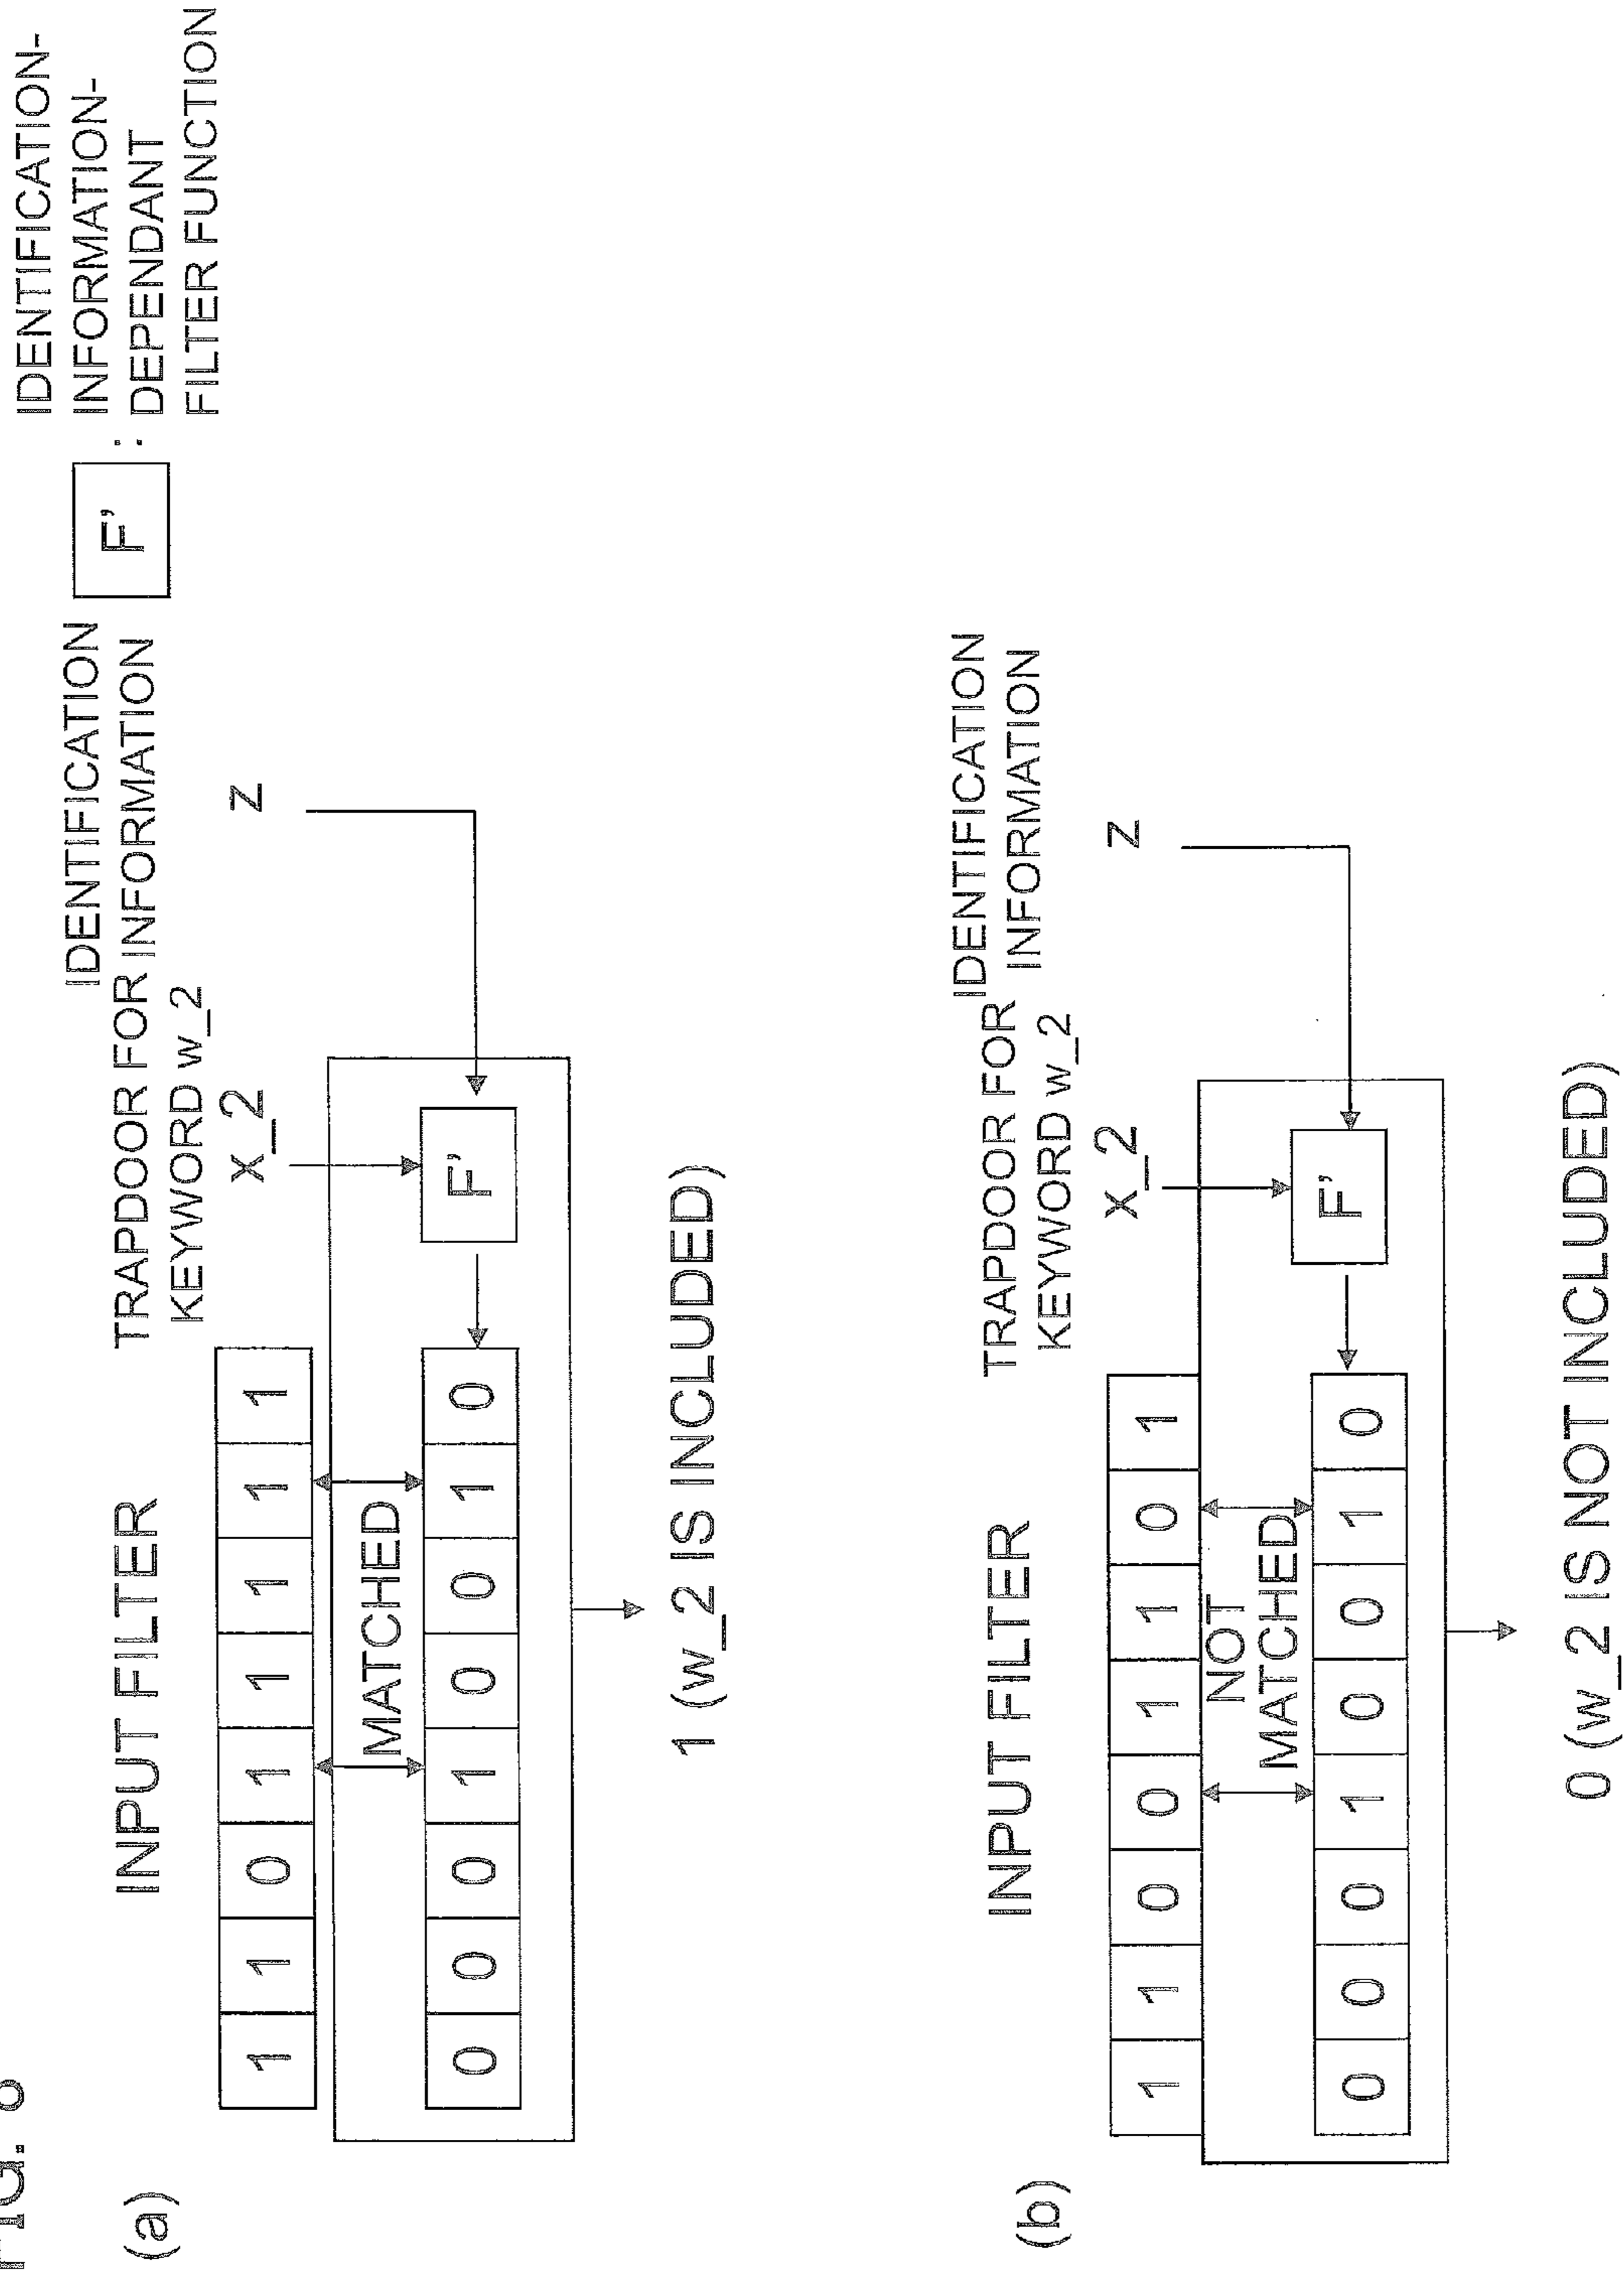 FIG. 8
(a)
INPUT FILTER
TRAPDOOR FOR
KEYWORD w_2
x_2
IDENTIFICATION
INFORMATION
z
F' :
IDENTIFICATION-
INFORMATION-
DEPENDANT
FILTER FUNCTION
1 1 0 1 1 1 1 1
MATCHED
0 0 0 1 0 0 1 0
F'
1 (w_2 IS INCLUDED)
(b)
INPUT FILTER
TRAPDOOR FOR
KEYWORD w_2
x_2
IDENTIFICATION
INFORMATION
z
1 1 0 0 1 1 0 1
NOT
MATCHED
0 0 0 1 0 0 1 0
F'
0 (w_2 IS NOT INCLUDED)